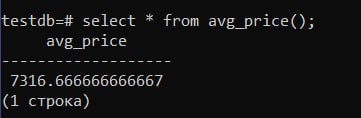 testdb=# select * from avg_price();
avg_price
-------------------
7316.666666666667
(1 строка)